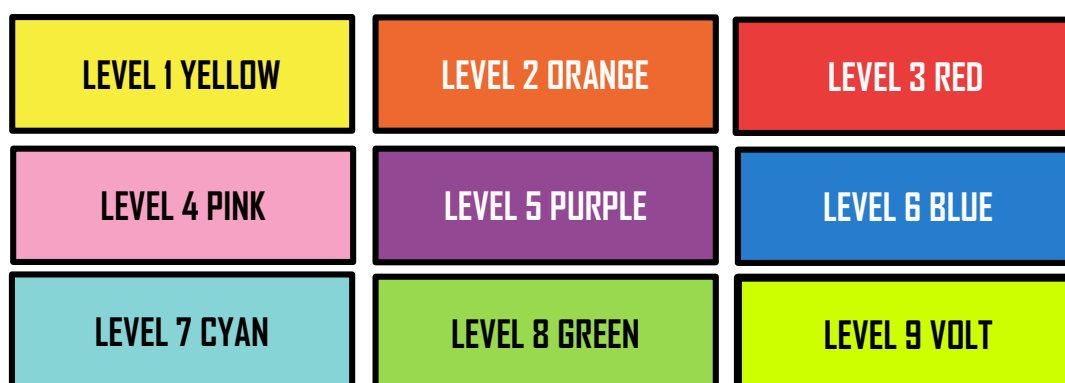 LEVEL 1 YELLOW
LEVEL 2 ORANGE
LEVEL 3 RED
LEVEL 4 PINK
LEVEL 5 PURPLE
LEVEL 6 BLUE
LEVEL 7 CYAN
LEVEL 8 GREEN
LEVEL 9 VOLT